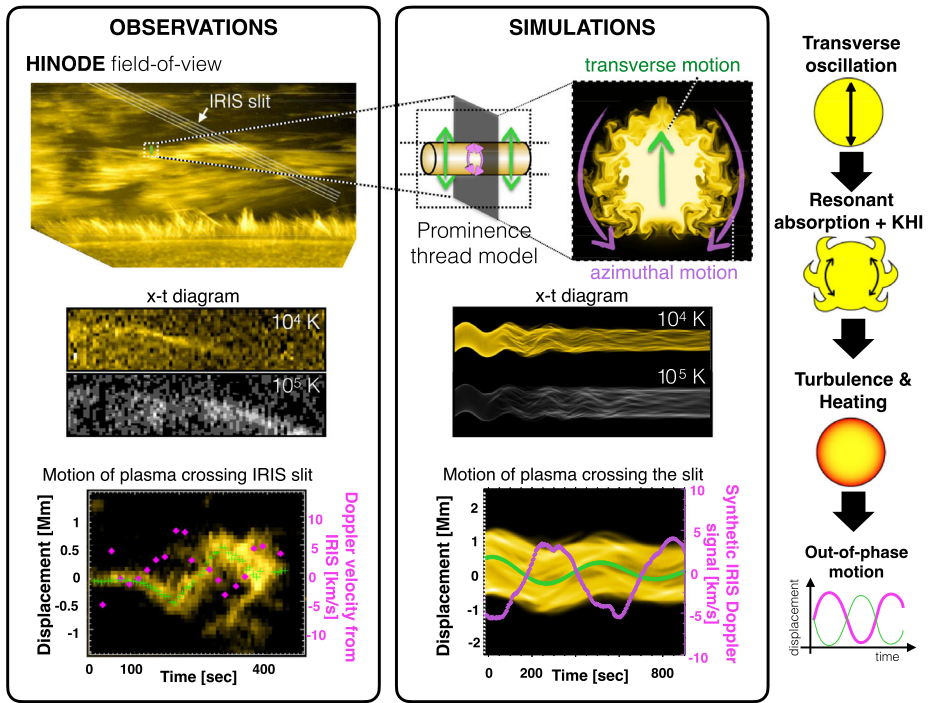 OBSERVATIONS
HINODE field-of-view
IRIS slit
x-t diagram
10⁴ K
10⁵ K
Motion of plasma crossing IRIS slit
Displacement [Mm]
1
0.5
0
-0.5
-1
10
5
0
-5
-10
Doppler velocity from
IRIS [km/s]
0
100
400
Time [sec]
SIMULATIONS
transverse motion
Prominence
thread model
azimuthal motion
x-t diagram
10⁴ K
10⁵ K
Motion of plasma crossing the slit
Displacement [Mm]
2
1
0
-1
-2
10
5
0
-5
-10
Synthetic IRIS Doppler
signal [km/s]
0
200
800
Time [sec]
Transverse
oscillation
Resonant
absorption + KHI
Turbulence &
Heating
Out-of-phase
motion
displacement
time